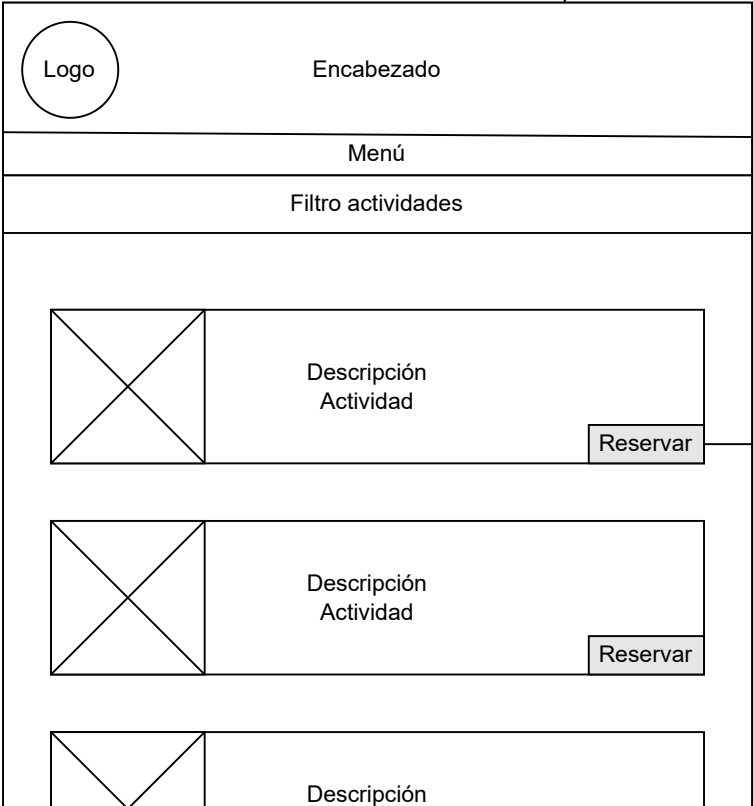 Logo
Encabezado
Menú
Filtro actividades
Descripción
Actividad
Reservar
Descripción
Actividad
Reservar
Descripción